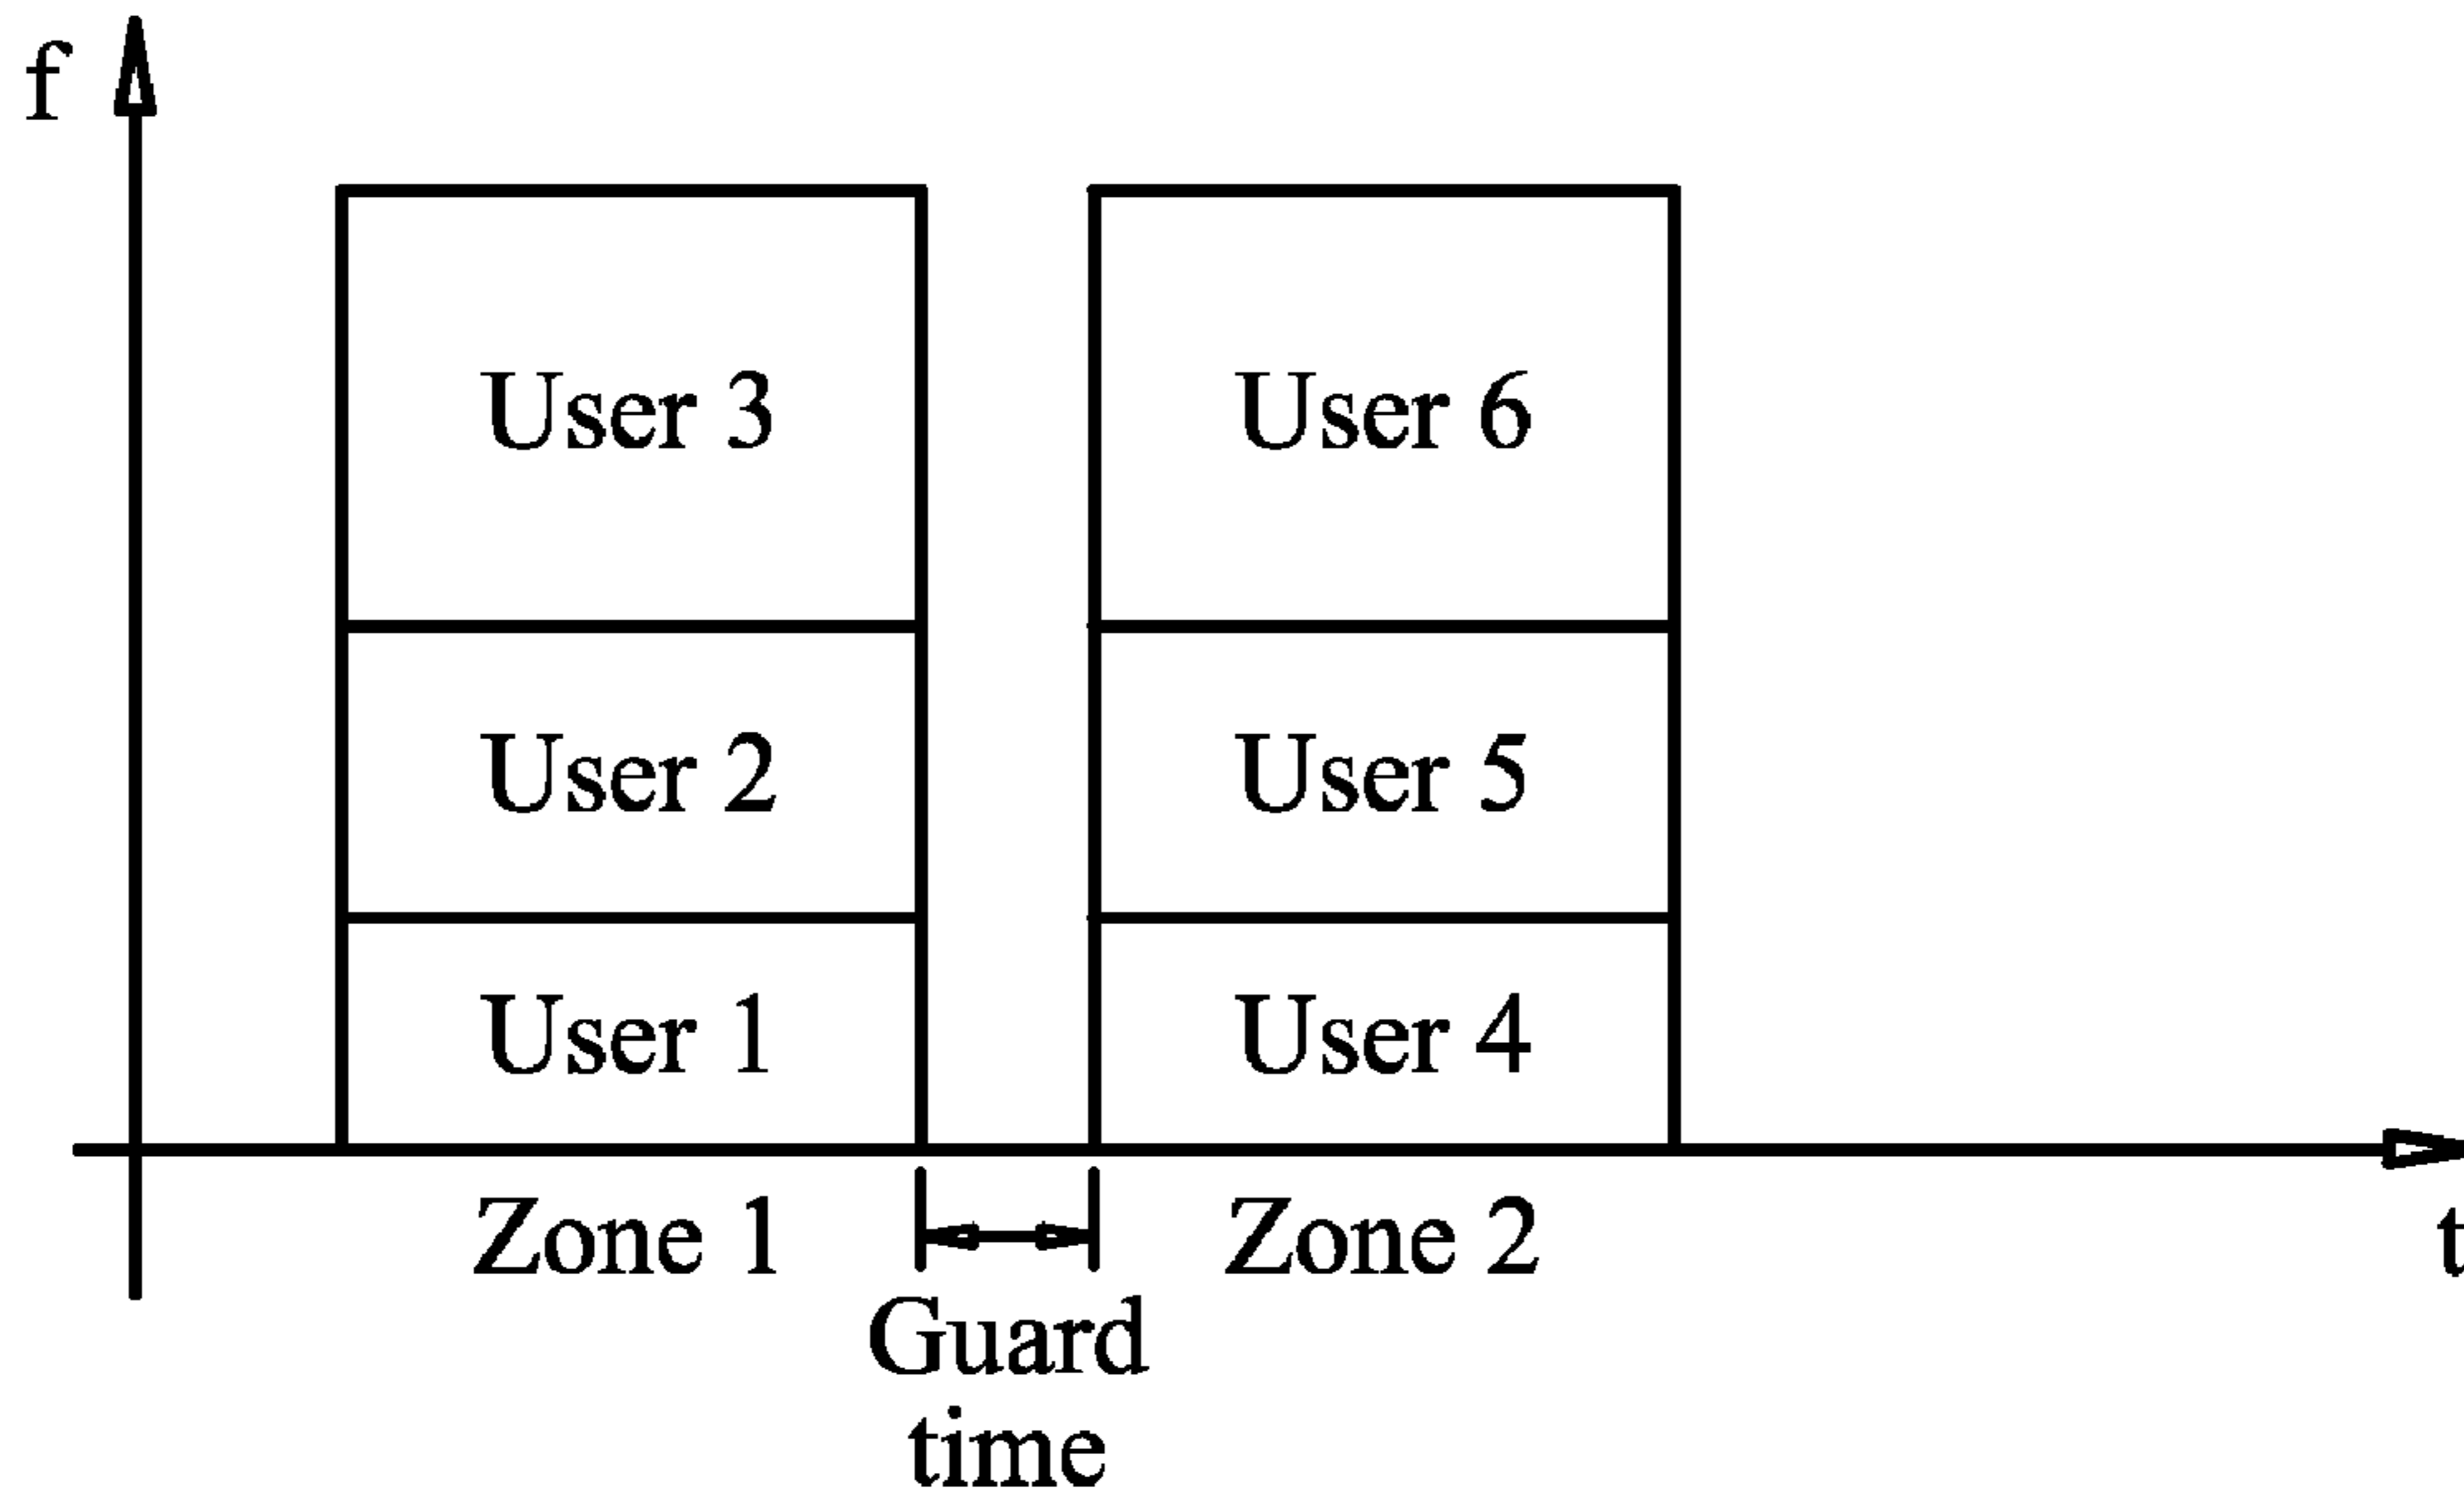 f
User 3
User 6
User 2
User 5
User 1
User 4
Zone 1
Zone 2
t
Guard
time